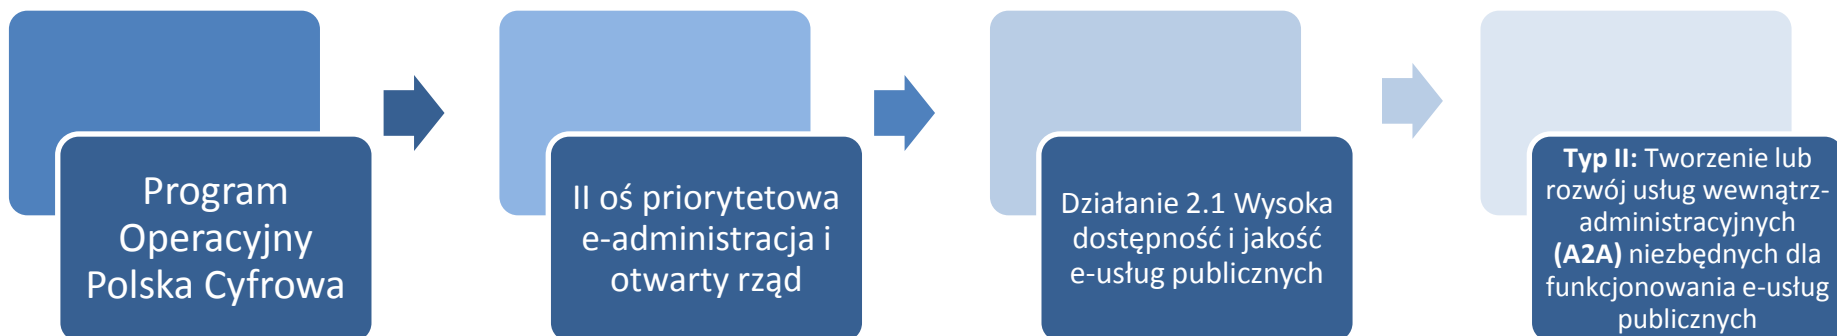 Program
Operacyjny
Polska Cyfrowa
II oś priorytetowa
e-administracja i
otwarty rząd
Działanie 2.1 Wysoka
dostępność i jakość
e-usług publicznych
Typ II: Tworzenie lub
rozwój usług wewnątrz-
administracyjnych
(A2A) niezbędnych dla
funkcjonowania e-usług
publicznych